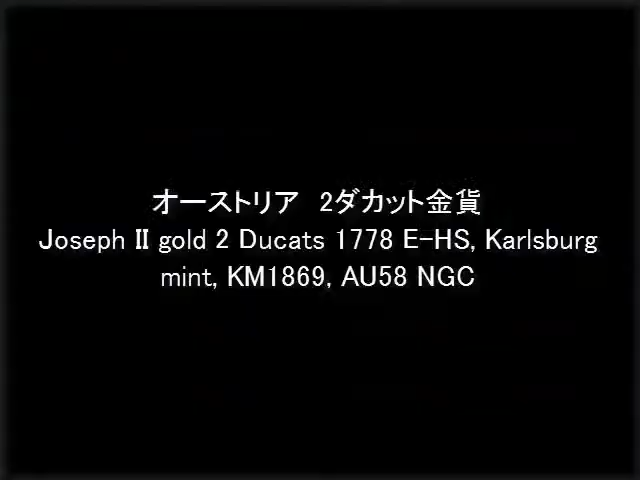 オーストリア　2ダカット金貨
Joseph II gold 2 Ducats 1778 E-HS, Karlsburg
mint, KM1869, AU58 NGC